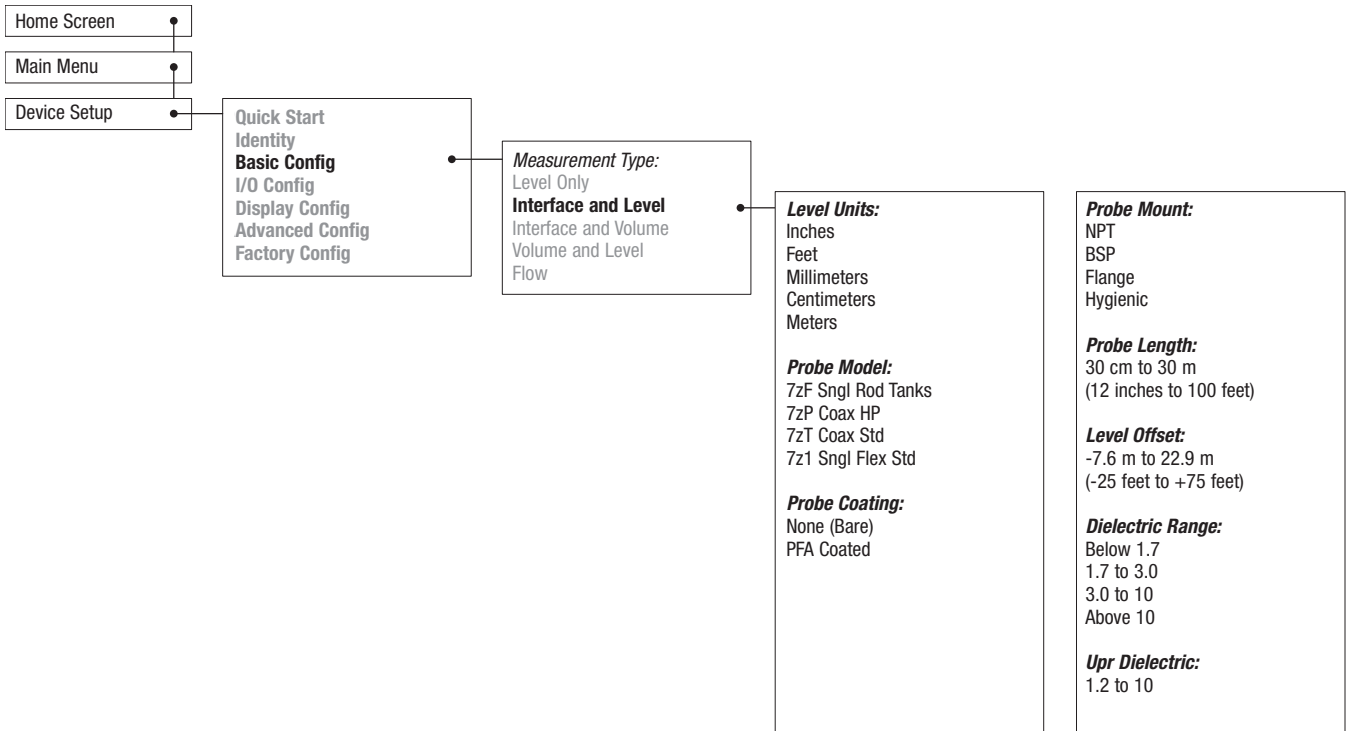 Home Screen
Main Menu
Device Setup
Quick Start
Identity
Basic Config
I/O Config
Display Config
Advanced Config
Factory Config
Measurement Type:
Level Only
Interface and Level
Interface and Volume
Volume and Level
Flow
Level Units:
Inches
Feet
Millimeters
Centimeters
Meters
Probe Model:
7zF Sngl Rod Tanks
7zP Coax HP
7zT Coax Std
7z1 Sngl Flex Std
Probe Coating:
None (Bare)
PFA Coated
Probe Mount:
NPT
BSP
Flange
Hygienic
Probe Length:
30 cm to 30 m
(12 inches to 100 feet)
Level Offset:
-7.6 m to 22.9 m
(-25 feet to +75 feet)
Dielectric Range:
Below 1.7
1.7 to 3.0
3.0 to 10
Above 10
Upr Dielectric:
1.2 to 10